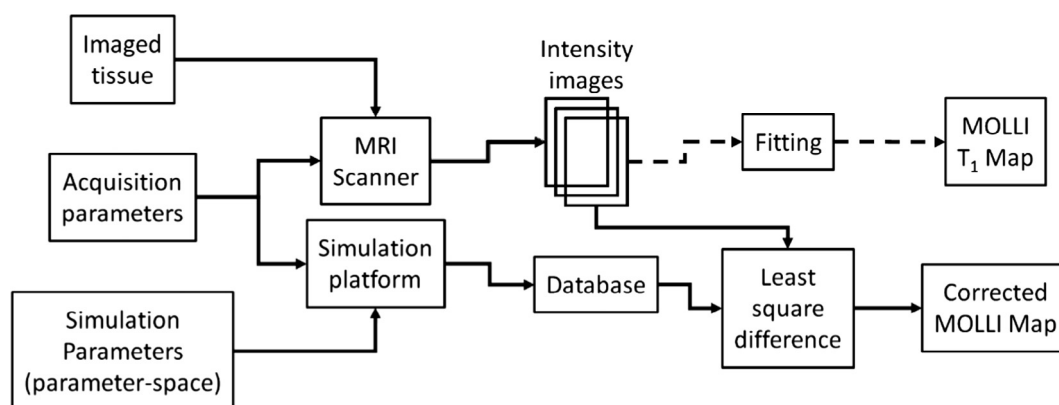 Imaged
tissue
Intensity
images
MRI
Scanner
Fitting
MOLLI
T₁ Map
Acquisition
parameters
Simulation
platform
Database
Least
square
difference
Corrected
MOLLI Map
Simulation
Parameters
(parameter-space)